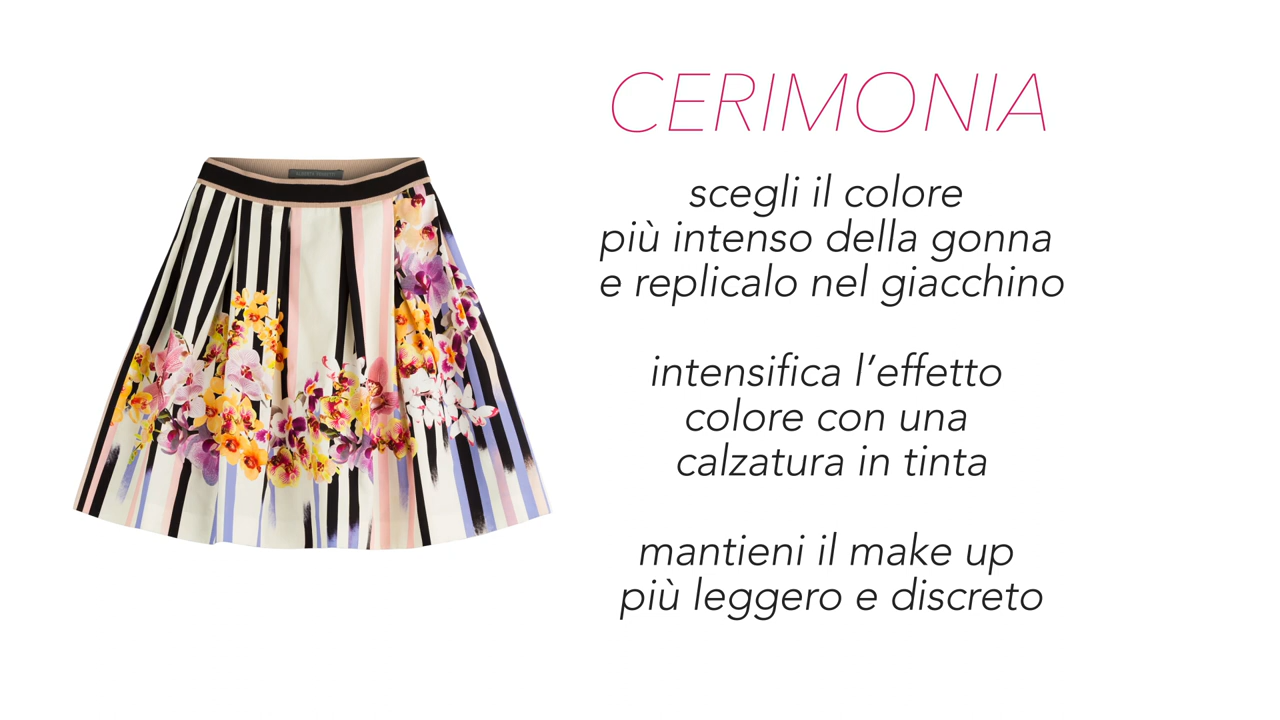 CERIMONIA
scegli il colore
più intenso della gonna
e replicalo nel giacchino
intensifica l’effetto
colore con una
calzatura in tinta
mantieni il make up
più leggero e discreto